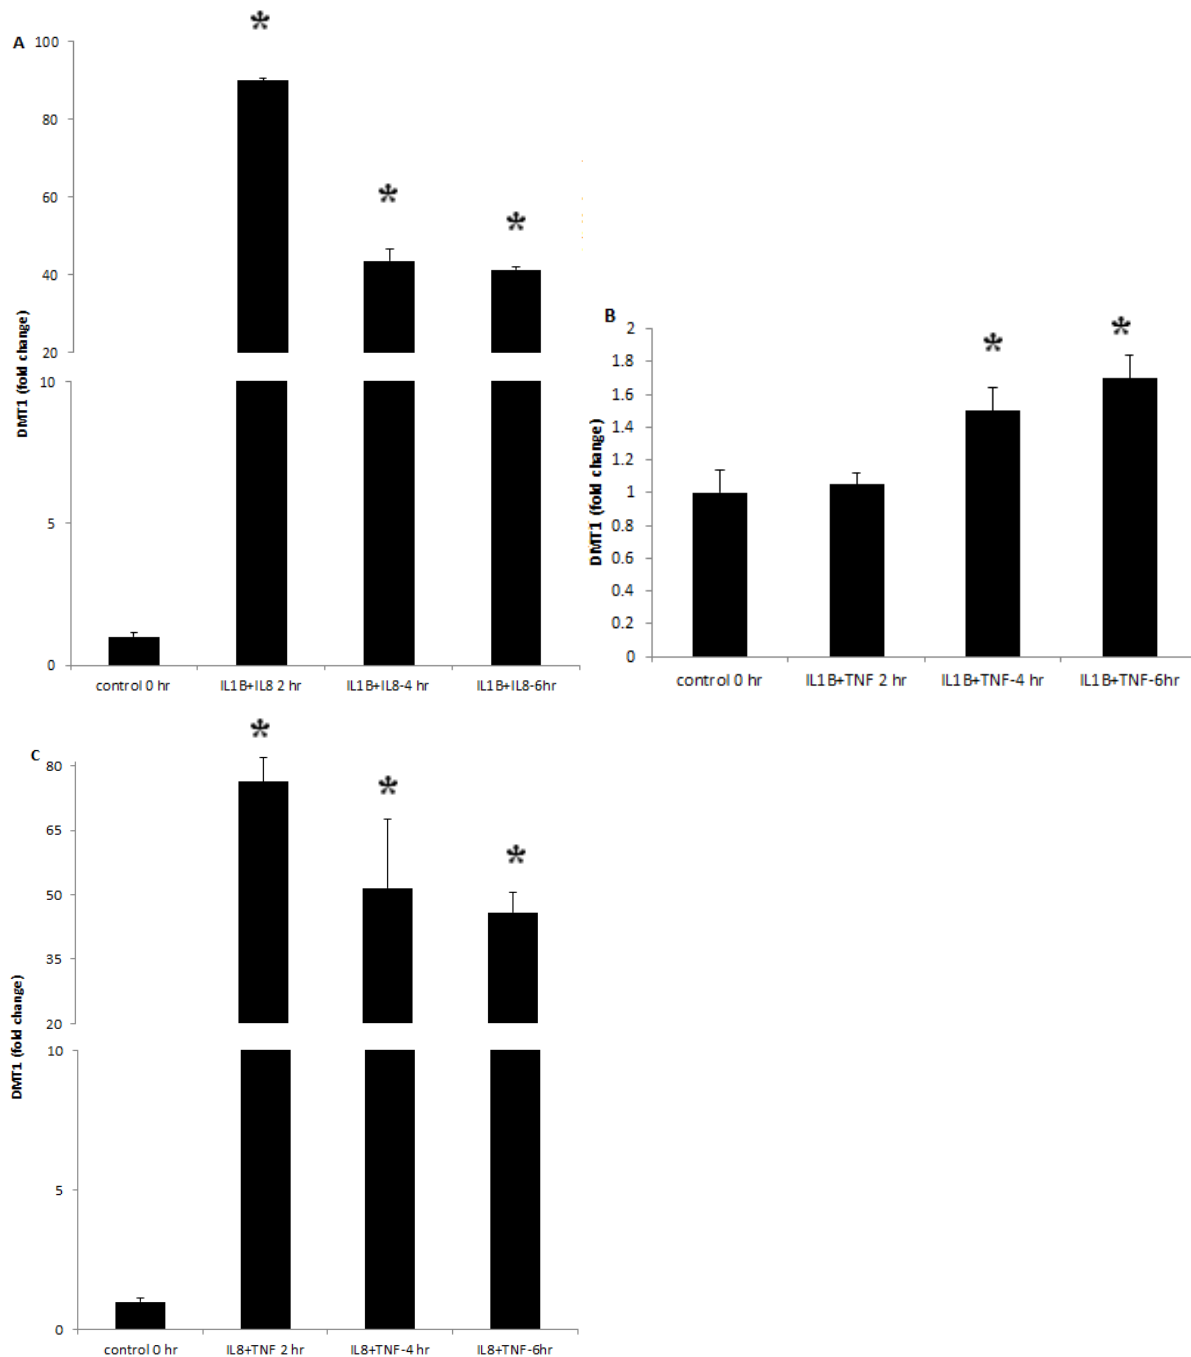 A
100
80
60
40
20
10
5
0
DMT1 (fold change)
*
*
*
control 0 hr
IL1B+IL8 2 hr
IL1B+IL8-4 hr
IL1B+IL8-6hr
B
2
1.8
1.6
1.4
1.2
1
0.8
0.6
0.4
0.2
0
DMT1 (fold change)
*
*
control 0 hr
IL1B+TNF 2 hr
IL1B+TNF-4 hr
IL1B+TNF-6hr
C
80
65
50
35
20
10
5
0
DMT1 (fold change)
*
*
*
control 0 hr
IL8+TNF 2 hr
IL8+TNF-4 hr
IL8+TNF-6hr